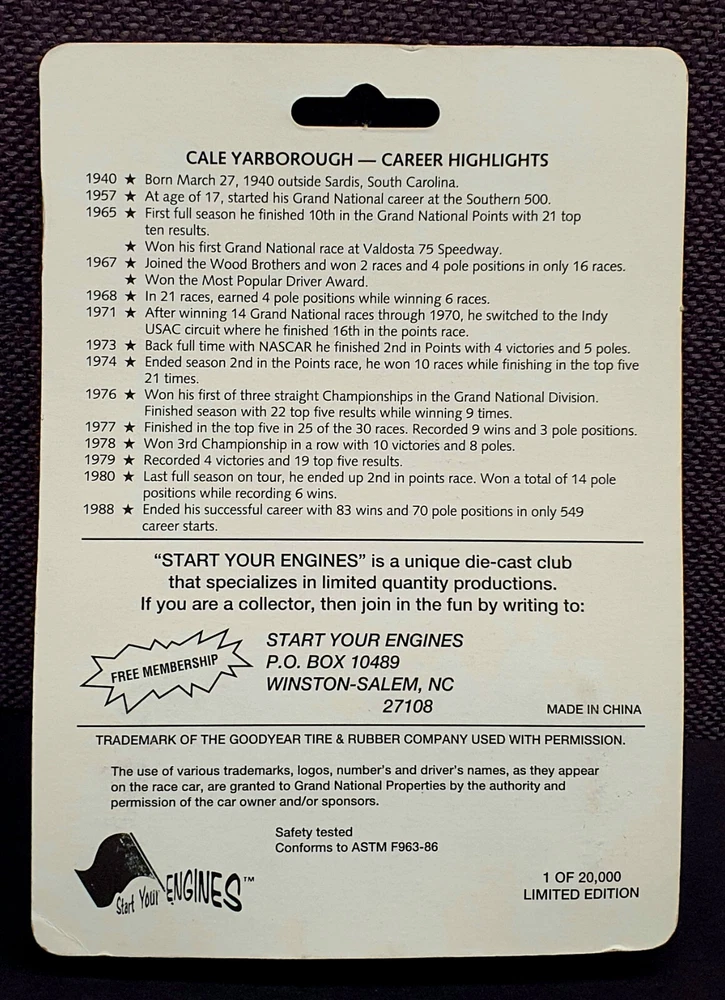 CALE YARBOROUGH — CAREER HIGHLIGHTS
1940 ★ Born March 27, 1940 outside Sardis, South Carolina.
1957 ★ At age of 17, started his Grand National career at the Southern 500.
1965 ★ First full season he finished 10th in the Grand National Points with 21 top
ten results.
★ Won his first Grand National race at Valdosta 75 Speedway.
1967 ★ Joined the Wood Brothers and won 2 races and 4 pole positions in only 16 races.
★ Won the Most Popular Driver Award.
1968 ★ In 21 races, earned 4 pole positions while winning 6 races.
1971 ★ After winning 14 Grand National races through 1970, he switched to the Indy
USAC circuit where he finished 16th in the points race.
1973 ★ Back full time with NASCAR he finished 2nd in Points with 4 victories and 5 poles.
1974 ★ Ended season 2nd in the Points race, he won 10 races while finishing in the top five
21 times.
1976 ★ Won his first of three straight Championships in the Grand National Division.
Finished season with 22 top five results while winning 9 times.
1977 ★ Finished in the top five in 25 of the 30 races. Recorded 9 wins and 3 pole positions.
1978 ★ Won 3rd Championship in a row with 10 victories and 8 poles.
1979 ★ Recorded 4 victories and 19 top five results.
1980 ★ Last full season on tour, he ended up 2nd in points race. Won a total of 14 pole
positions while recording 6 wins.
1988 ★ Ended his successful career with 83 wins and 70 pole positions in only 549
career starts.
“START YOUR ENGINES” is a unique die-cast club
that specializes in limited quantity productions.
If you are a collector, then join in the fun by writing to:
FREE MEMBERSHIP
START YOUR ENGINES
P.O. BOX 10489
WINSTON-SALEM, NC
27108
MADE IN CHINA
TRADEMARK OF THE GOODYEAR TIRE & RUBBER COMPANY USED WITH PERMISSION.
The use of various trademarks, logos, number's and driver's names, as they appear
on the race car, are granted to Grand National Properties by the authority and
permission of the car owner and/or sponsors.
Safety tested
Conforms to ASTM F963-86
Start Your ENGINES™
1 OF 20,000
LIMITED EDITION